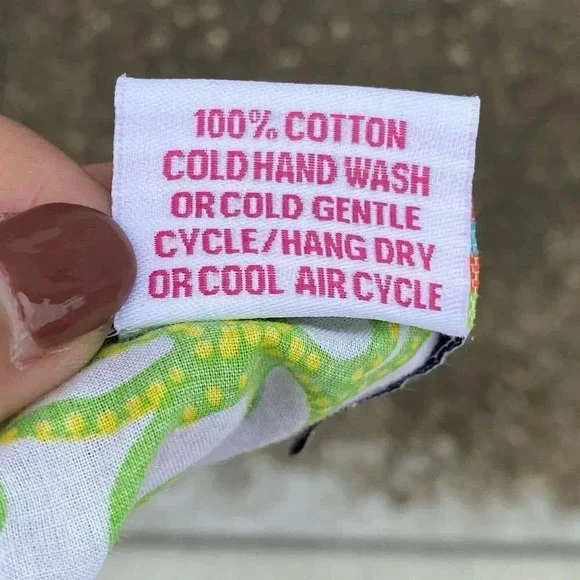 100% COTTON
COLD HAND WASH
OR COLD GENTLE
CYCLE/HANG DRY
OR COOL AIR CYCLE